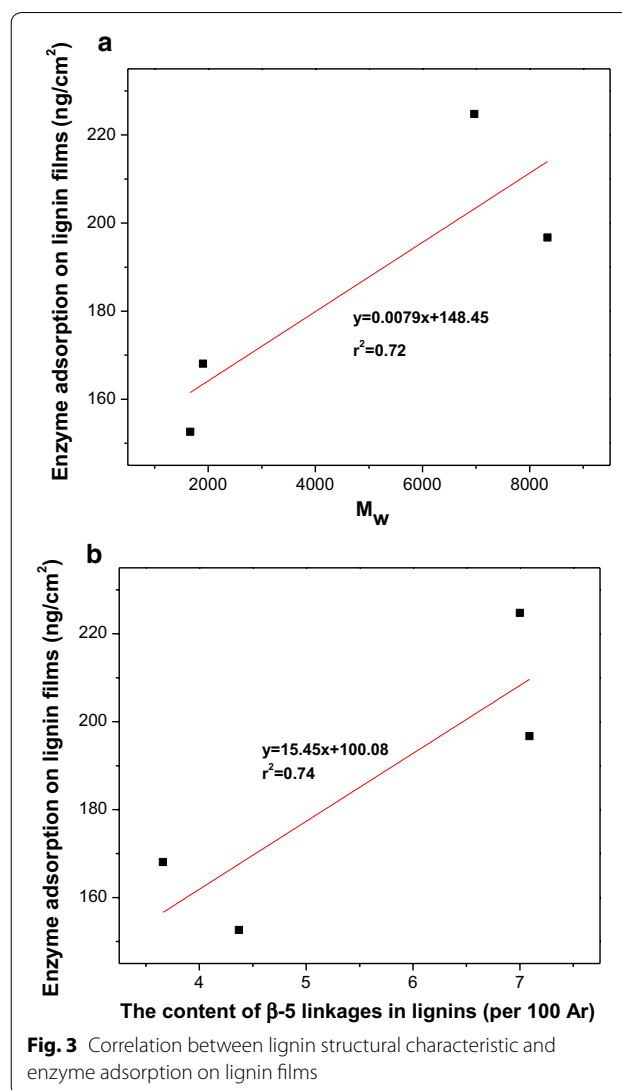 a
Enzyme adsorption on lignin films (ng/cm²)
220
200
180
160
y=0.0079x+148.45
r²=0.72
2000 4000 6000 8000
M_W
b
Enzyme adsorption on lignin films (ng/cm²)
220
200
180
160
y=15.45x+100.08
r²=0.74
4 5 6 7
The content of β-5 linkages in lignins (per 100 Ar)
Fig. 3 Correlation between lignin structural characteristic and
enzyme adsorption on lignin films